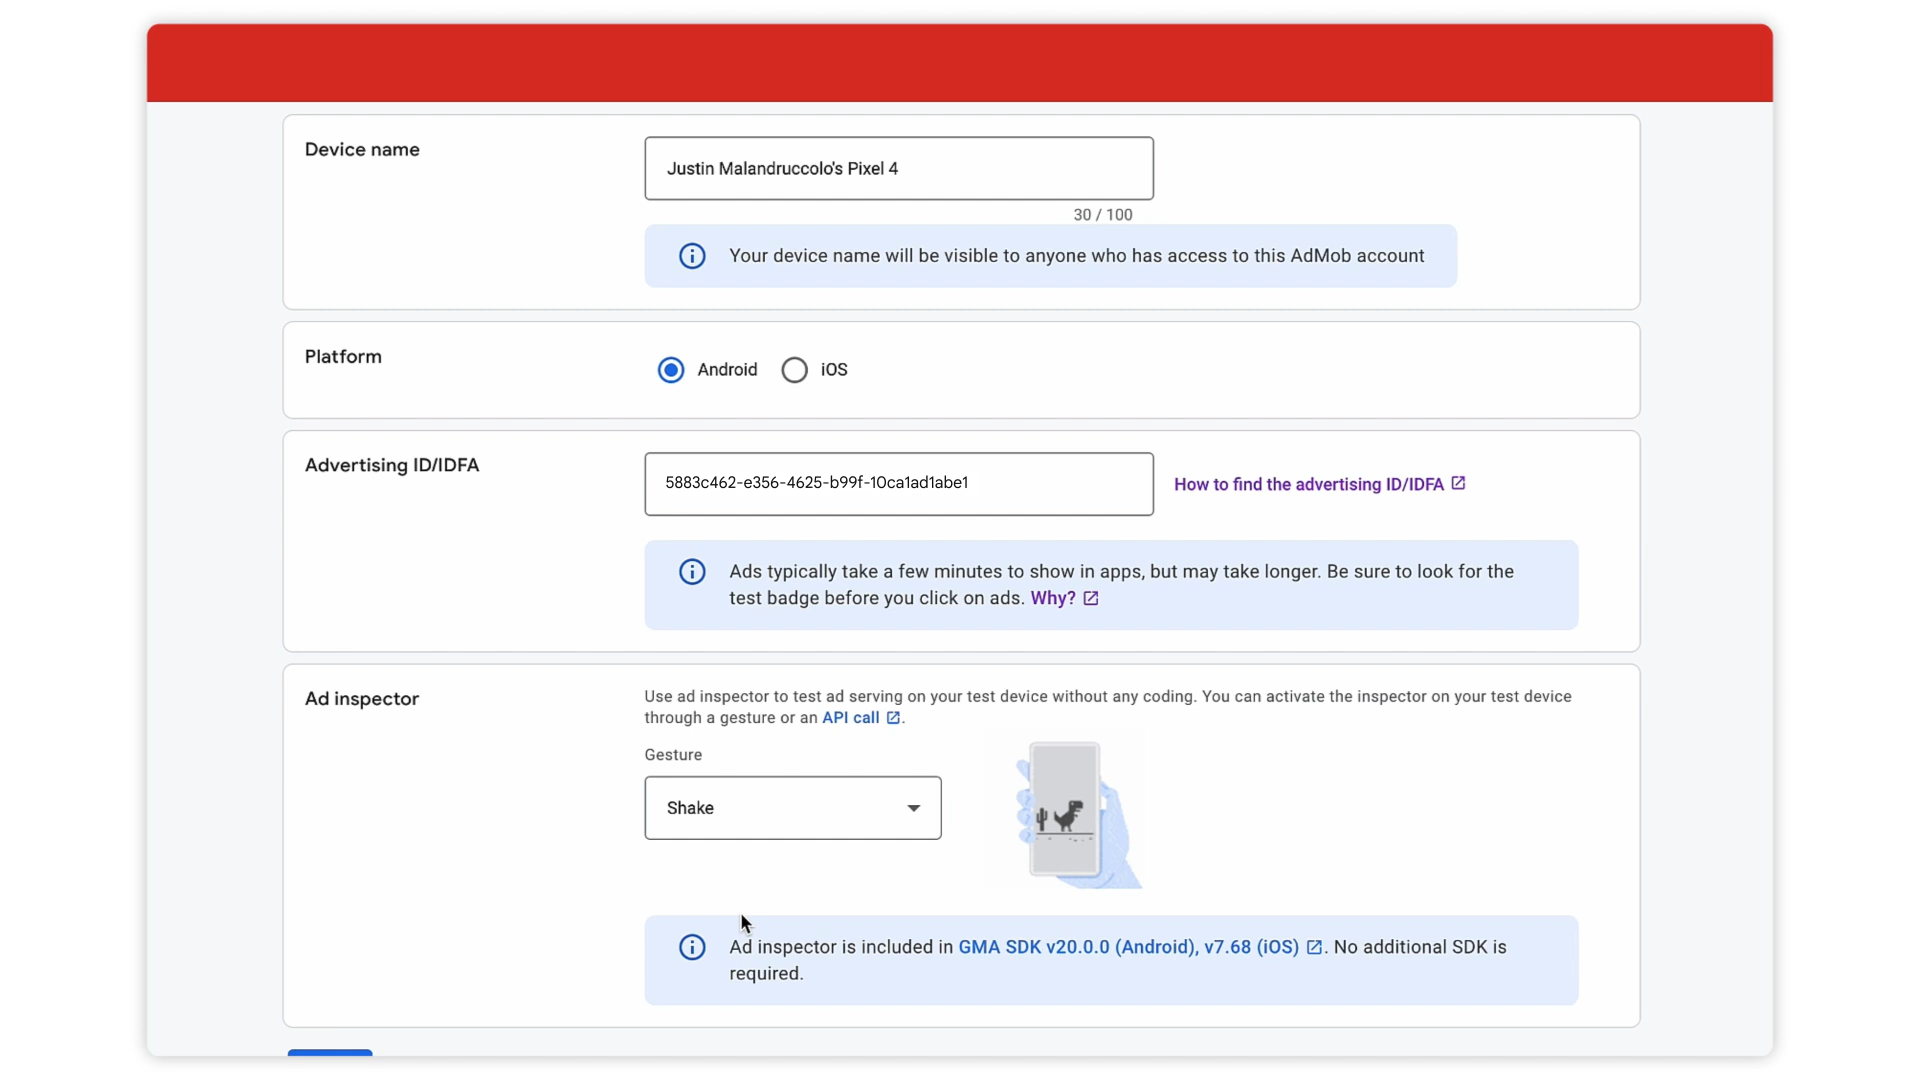 Device name
Justin Malandruccolo's Pixel 4
30 / 100
Your device name will be visible to anyone who has access to this AdMob account
Platform
Android
iOS
Advertising ID/IDFA
5883c462-e356-4625-b99f-10ca1ad1abe1
How to find the advertising ID/IDFA
Ads typically take a few minutes to show in apps, but may take longer. Be sure to look for the
test badge before you click on ads. Why?
Ad inspector
Use ad inspector to test ad serving on your test device without any coding. You can activate the inspector on your test device
through a gesture or an API call .
Gesture
Shake
Ad inspector is included in GMA SDK v20.0.0 (Android), v7.68 (iOS) . No additional SDK is
required.